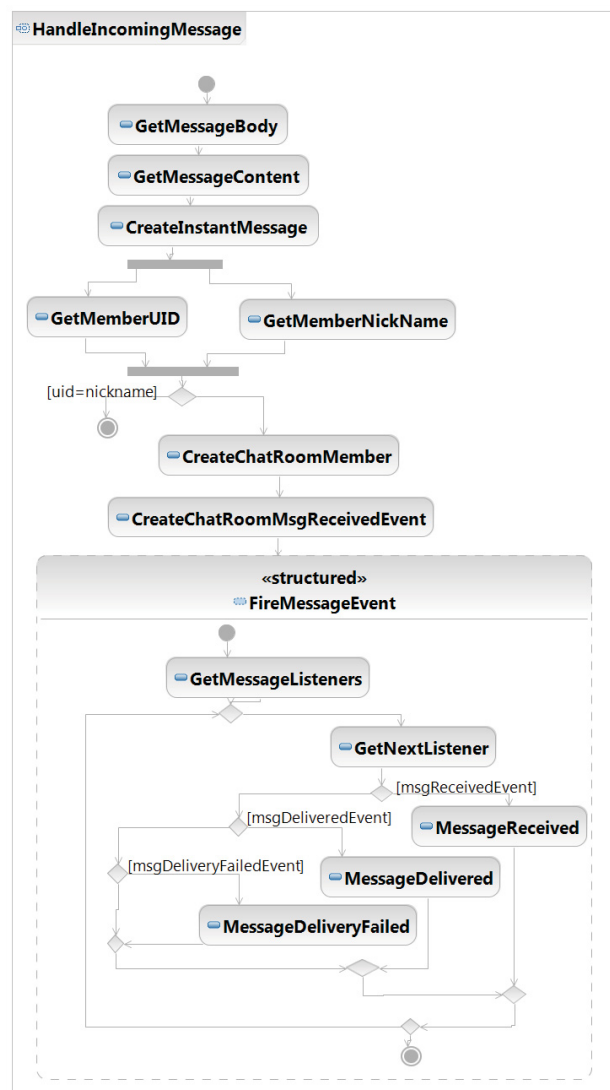 HandleIncomingMessage
GetMessageBody
GetMessageContent
CreateInstantMessage
GetMemberUID
GetMemberNickName
[uid=nickname]
CreateChatRoomMember
CreateChatRoomMsgReceivedEvent
«structured»
FireMessageEvent
GetMessageListeners
GetNextListener
[msgReceivedEvent]
[msgDeliveredEvent]
MessageReceived
[msgDeliveryFailedEvent]
MessageDelivered
MessageDeliveryFailed